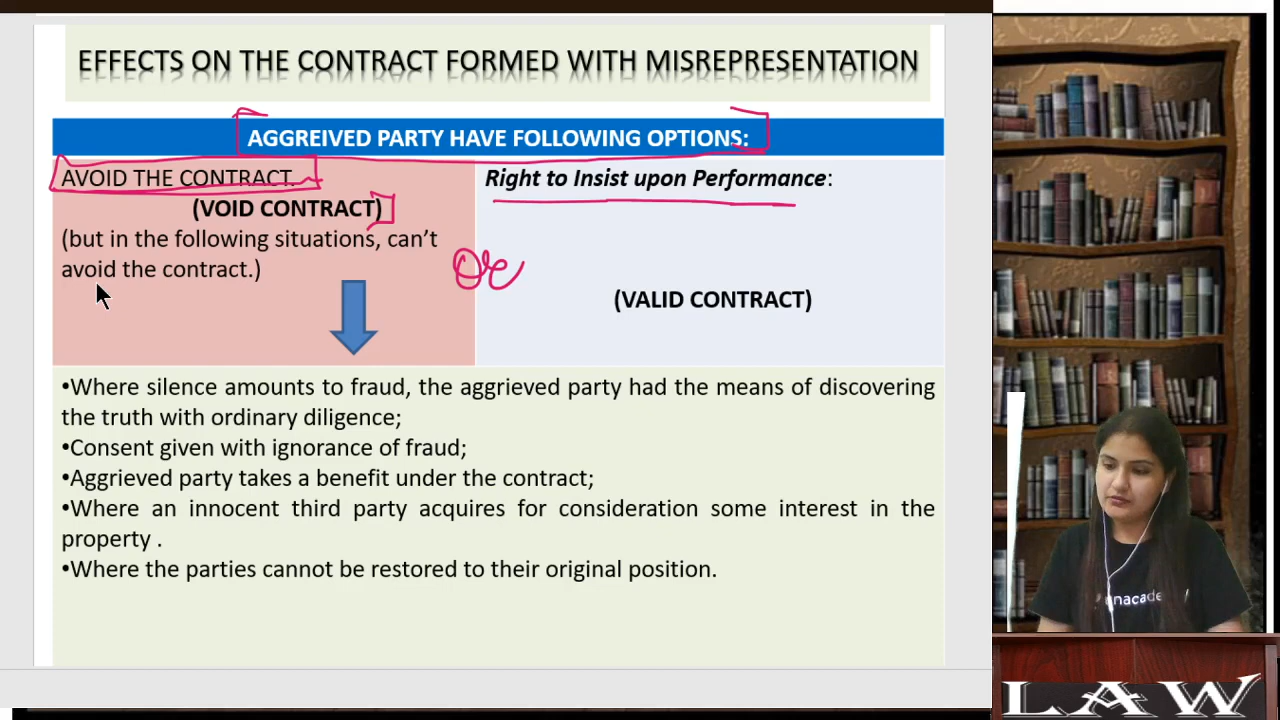 EFFECTS ON THE CONTRACT FORMED WITH MISREPRESENTATION
AGGREIVED PARTY HAVE FOLLOWING OPTIONS:
AVOID THE CONTRACT.
(VOID CONTRACT)
(but in the following situations, can't
avoid the contract.)
Right to Insist upon Performance:
Or
(VALID CONTRACT)
•Where silence amounts to fraud, the aggrieved party had the means of discovering
the truth with ordinary diligence;
•Consent given with ignorance of fraud;
•Aggrieved party takes a benefit under the contract;
•Where an innocent third party acquires for consideration some interest in the
property .
•Where the parties cannot be restored to their original position.
LAW